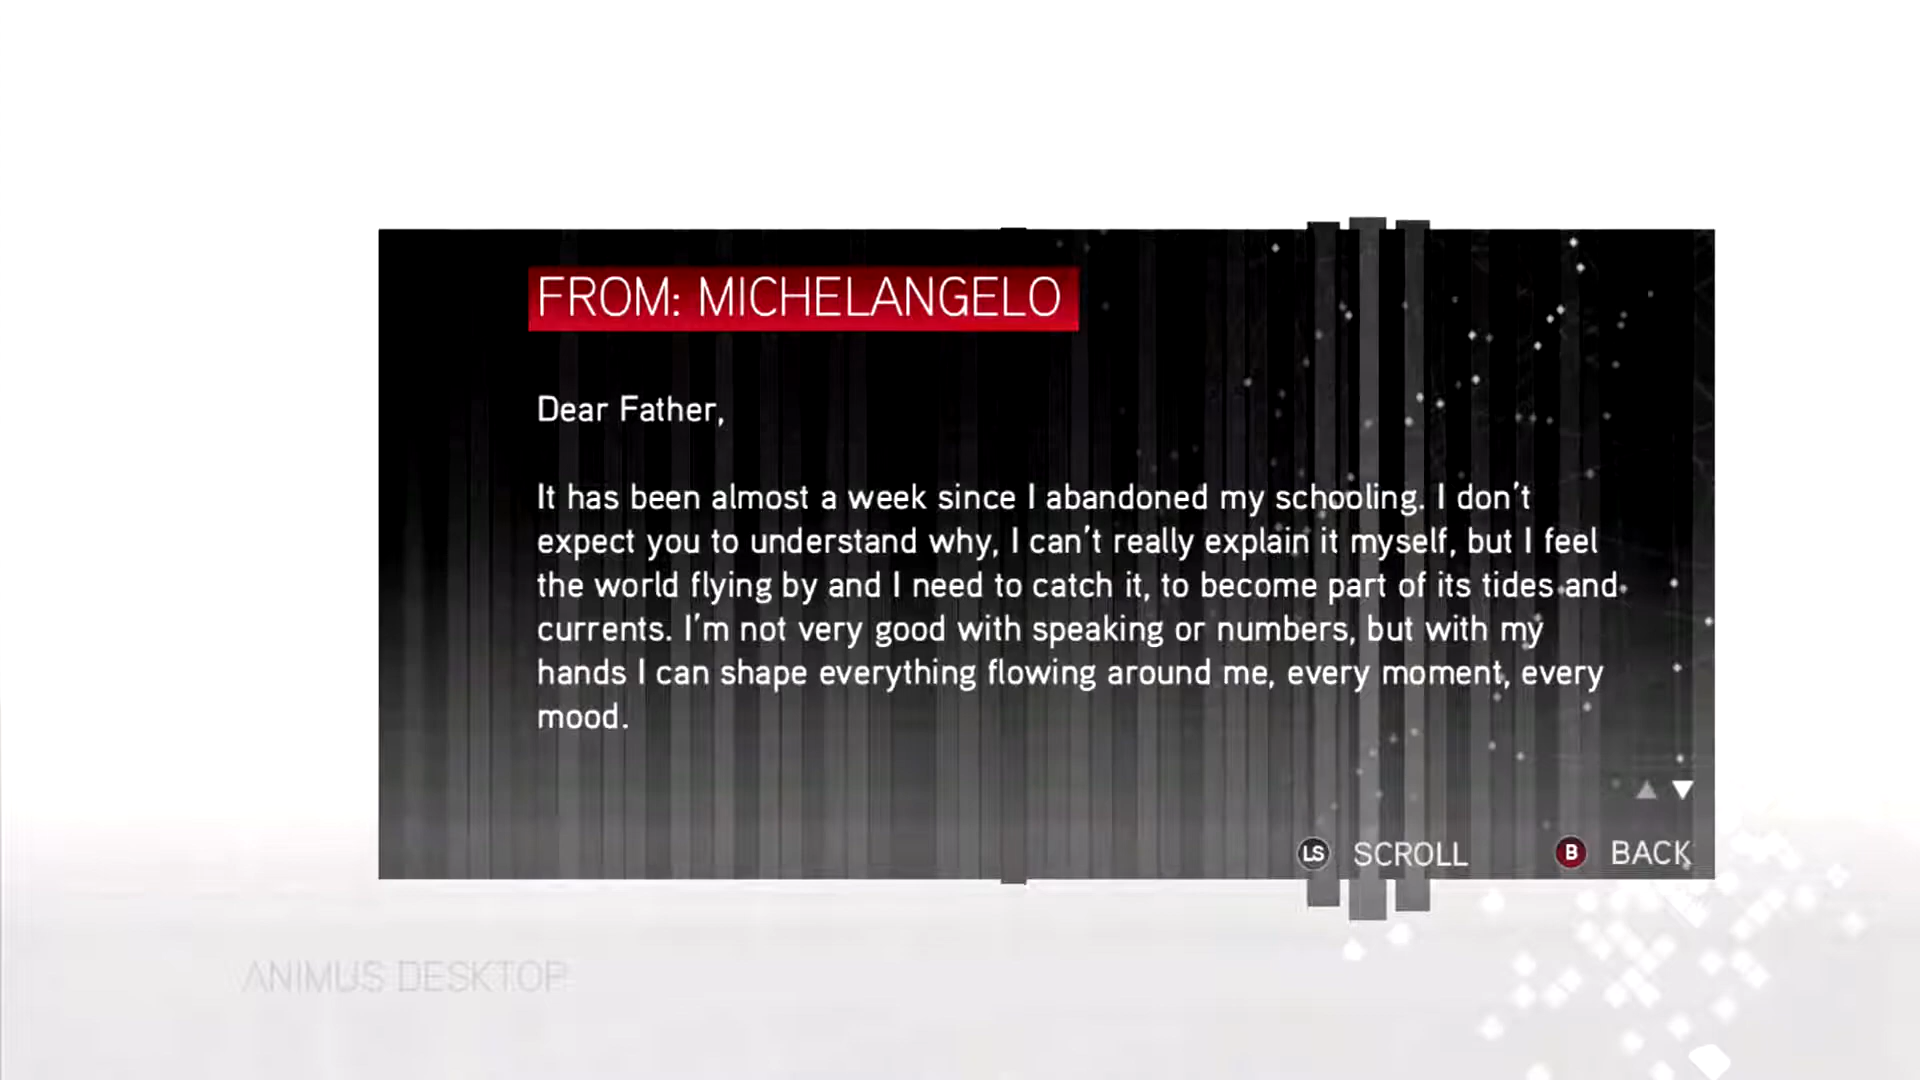 FROM: MICHELANGELO
Dear Father,
It has been almost a week since I abandoned my schooling. I don't
expect you to understand why, I can't really explain it myself, but I feel
the world flying by and I need to catch it, to become part of its tides and
currents. I'm not very good with speaking or numbers, but with my
hands I can shape everything flowing around me, every moment, every
mood.
LS SCROLL B BACK
ANIMUS DESKTOP